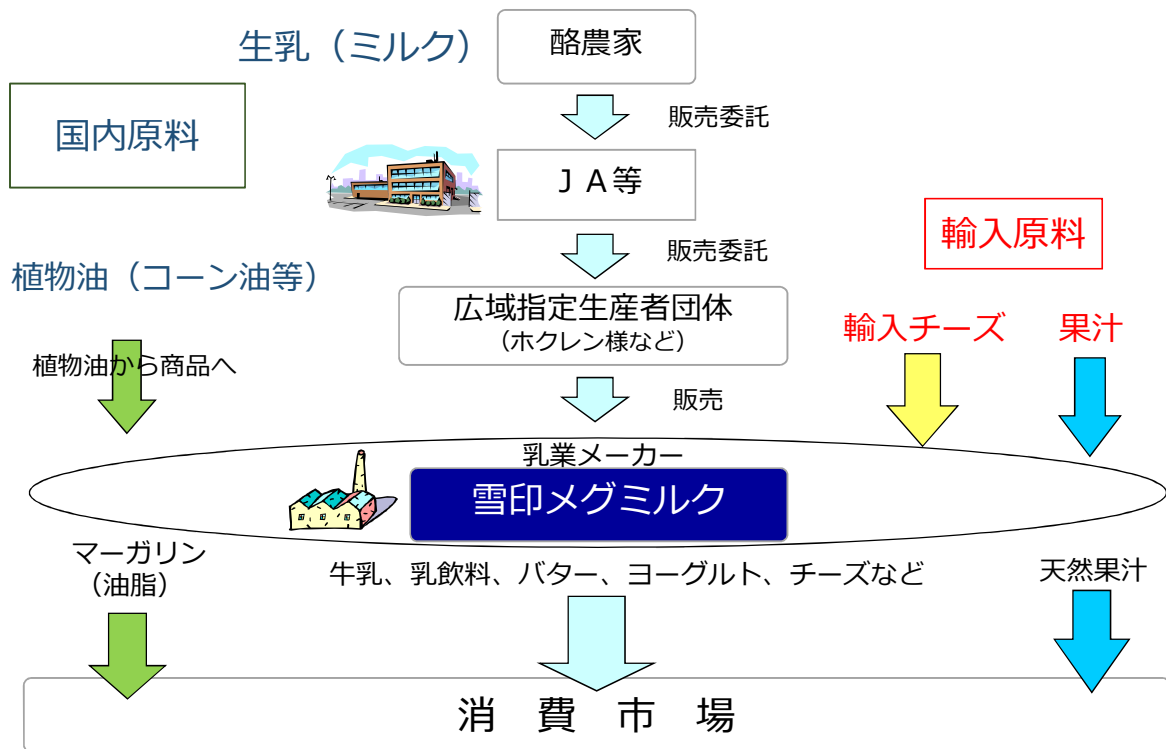 生乳（ミルク）
酪農家
販売委託
国内原料
ＪＡ等
販売委託
輸入原料
植物油（コーン油等）
広域指定生産者団体
（ホクレン様など）
輸入チーズ
果汁
植物油から商品へ
販売
乳業メーカー
雪印メグミルク
マーガリン
（油脂）
牛乳、乳飲料、バター、ヨーグルト、チーズなど
天然果汁
消費市場